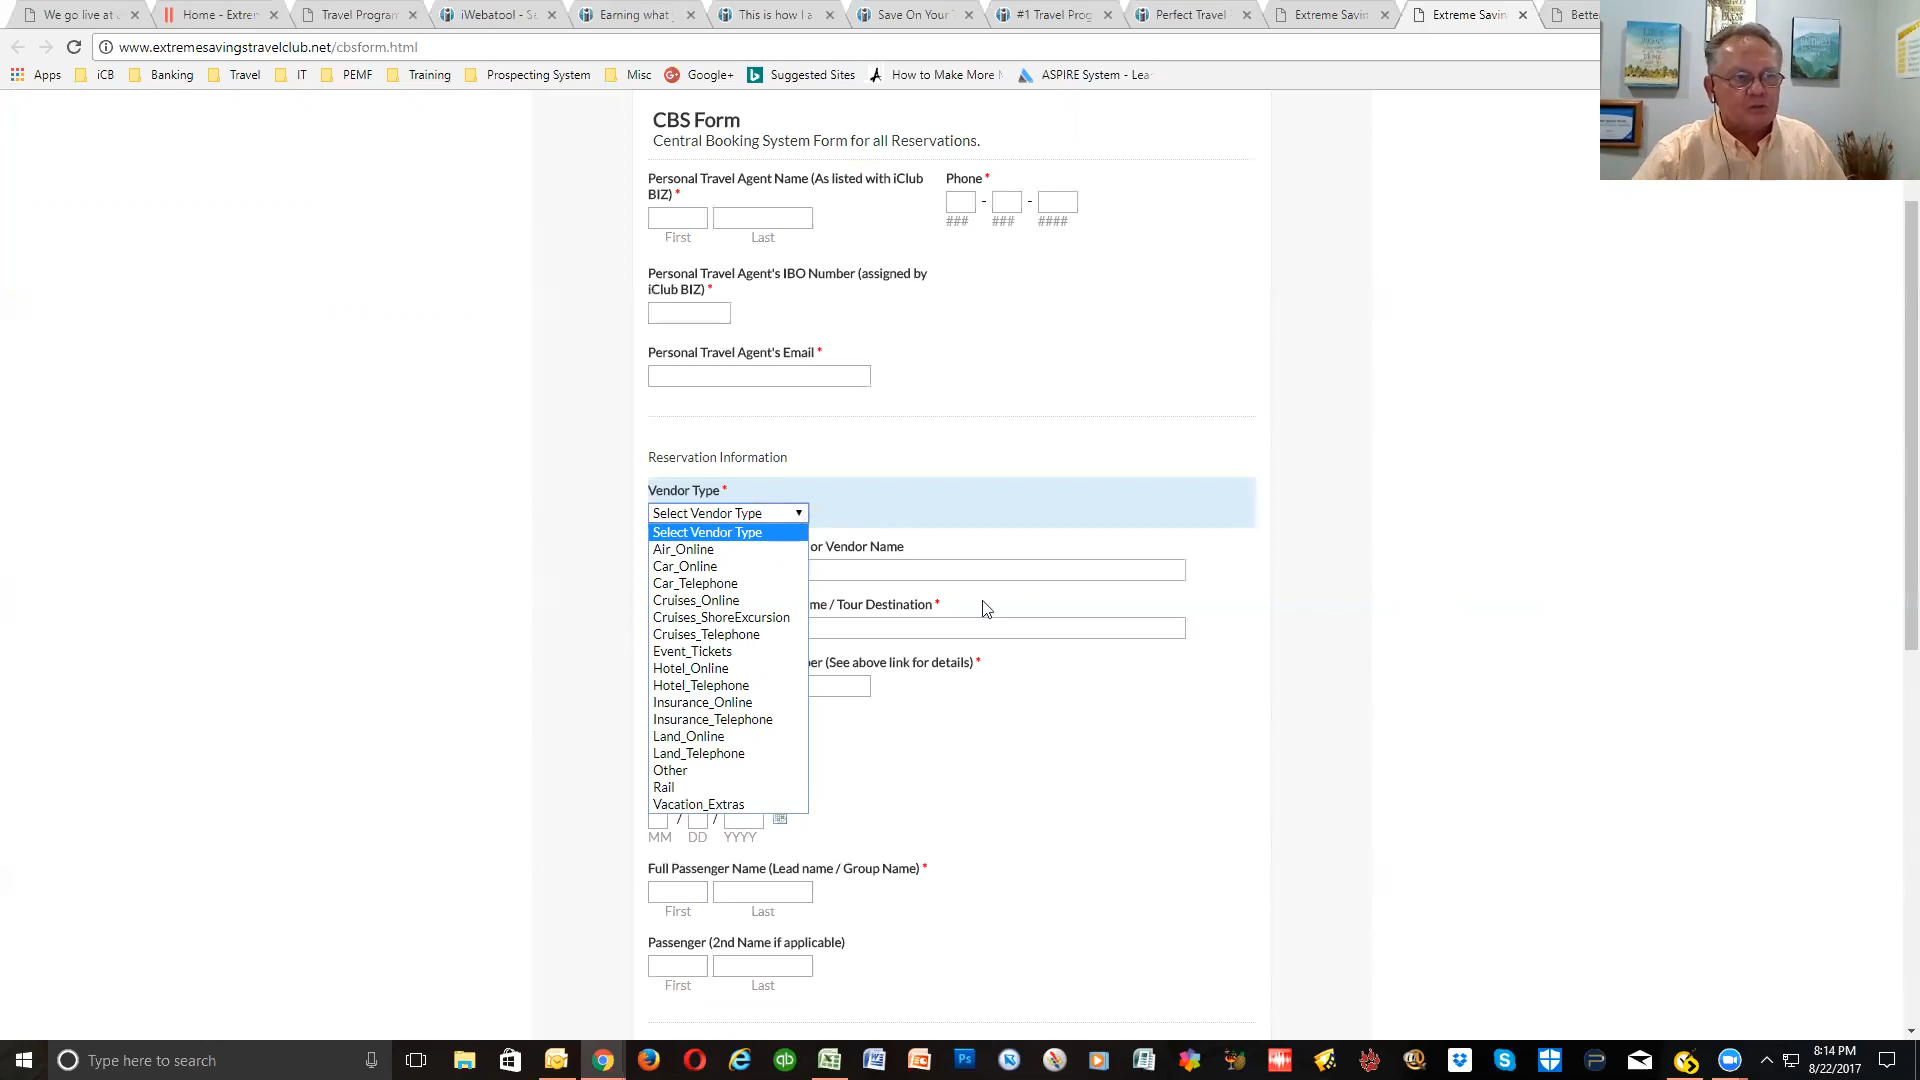 We go live at
Home - Extrem
Travel Program
iWebatool - S
Earning what
This is how I a
Save On Your
#1 Travel Prog
Perfect Travel
Extreme Savin
Extreme Savin
Bette
www.extremesavingstravelclub.net/cbsform.html
Apps
iCB
Banking
Travel
IT
PEMF
Training
Prospecting System
Misc
Google+
Suggested Sites
How to Make More
ASPIRE System - Lea
CBS Form
Central Booking System Form for all Reservations.
Personal Travel Agent Name (As listed with iClub
BIZ) *
First Last
Phone *
- -
### ### ####
Personal Travel Agent's IBO Number (assigned by
iClub BIZ) *
Personal Travel Agent's Email *
Reservation Information
Vendor Type *
Select Vendor Type
Select Vendor Type
Air_Online
Car_Online
Car_Telephone
Cruises_Online
Cruises_ShoreExcursion
Cruises_Telephone
Event_Tickets
Hotel_Online
Hotel_Telephone
Insurance_Online
Insurance_Telephone
Land_Online
Land_Telephone
Other
Rail
Vacation_Extras
or Vendor Name
me / Tour Destination *
er (See above link for details) *
/ /
MM DD YYYY
Full Passenger Name (Lead name / Group Name) *
First Last
Passenger (2nd Name if applicable)
First Last
Type here to search
8:14 PM
8/22/2017